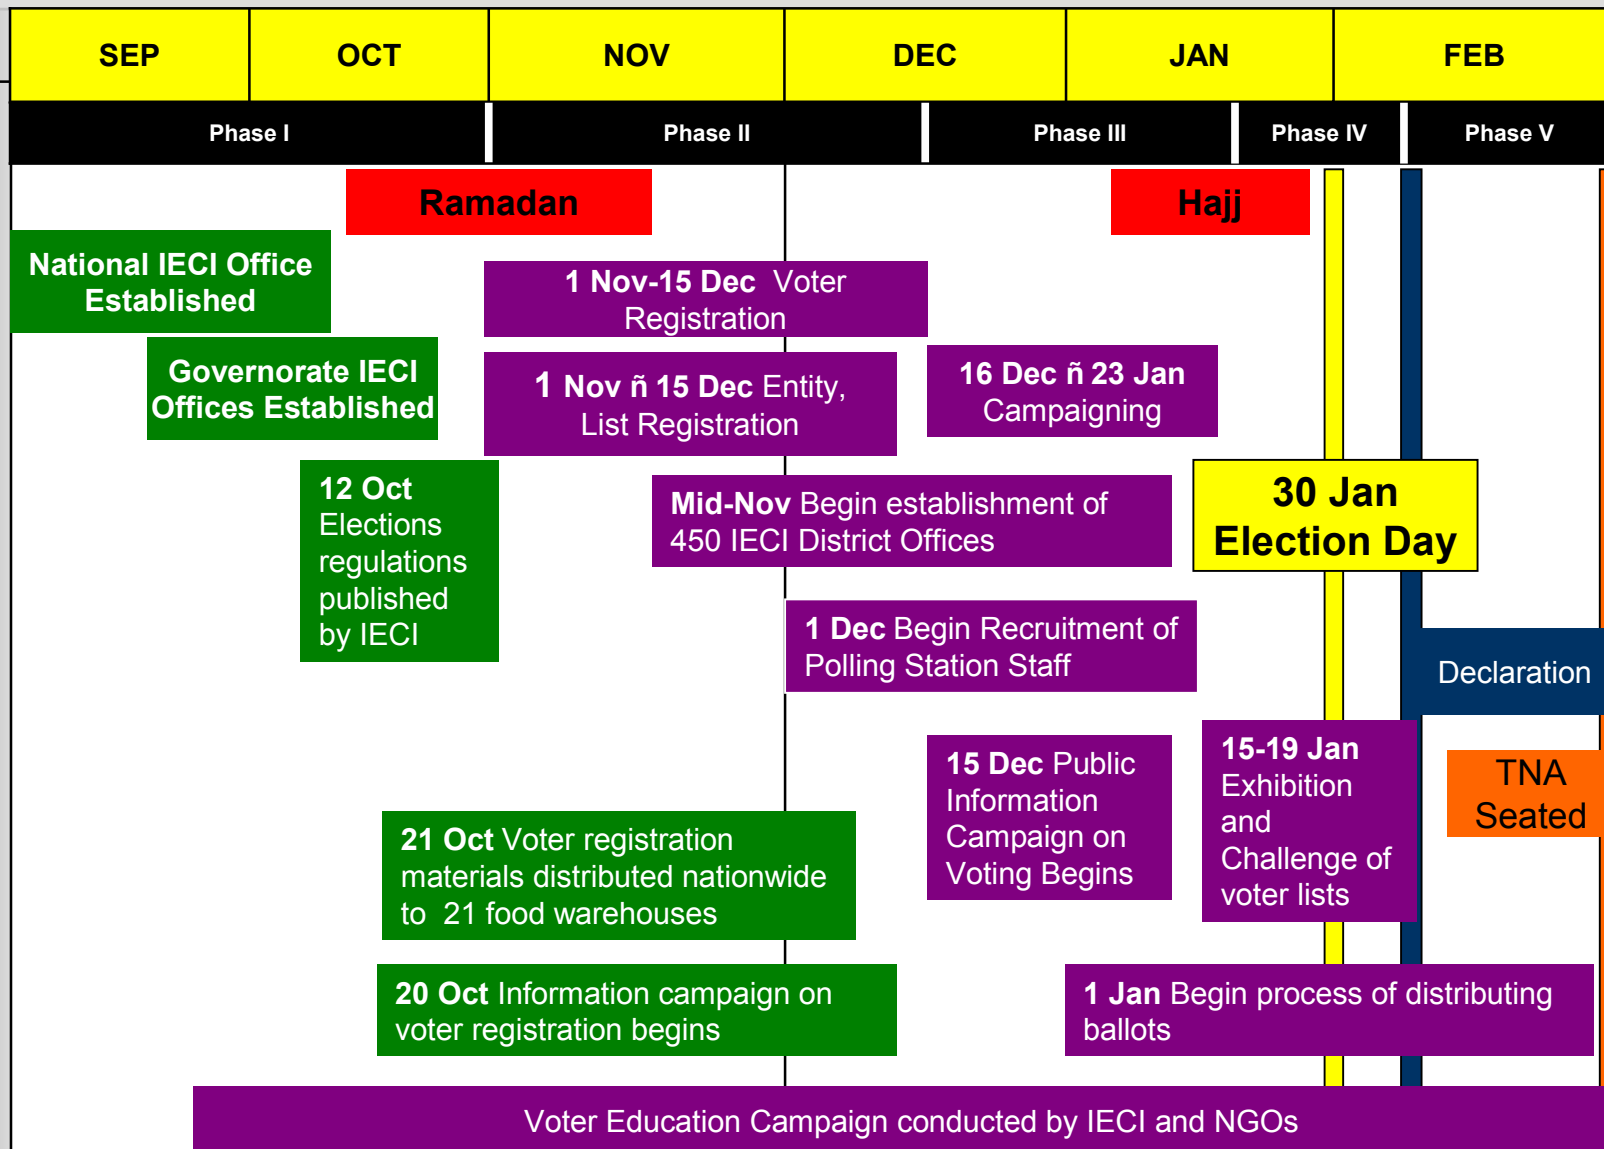 SEP OCT NOV DEC JAN FEB
Phase I Phase II Phase III Phase IV Phase V
Ramadan
Hajj
National IECI Office
Established
1 Nov-15 Dec Voter
Registration
Governorate IECI
Offices Established
1 Nov ñ 15 Dec Entity,
List Registration
16 Dec ñ 23 Jan
Campaigning
12 Oct
Elections
regulations
published
by IECI
Mid-Nov Begin establishment of
450 IECI District Offices
30 Jan
Election Day
1 Dec Begin Recruitment of
Polling Station Staff
Declaration
15 Dec Public
Information
Campaign on
Voting Begins
15-19 Jan
Exhibition
and
Challenge of
voter lists
TNA
Seated
21 Oct Voter registration
materials distributed nationwide
to 21 food warehouses
20 Oct Information campaign on
voter registration begins
1 Jan Begin process of distributing
ballots
Voter Education Campaign conducted by IECI and NGOs